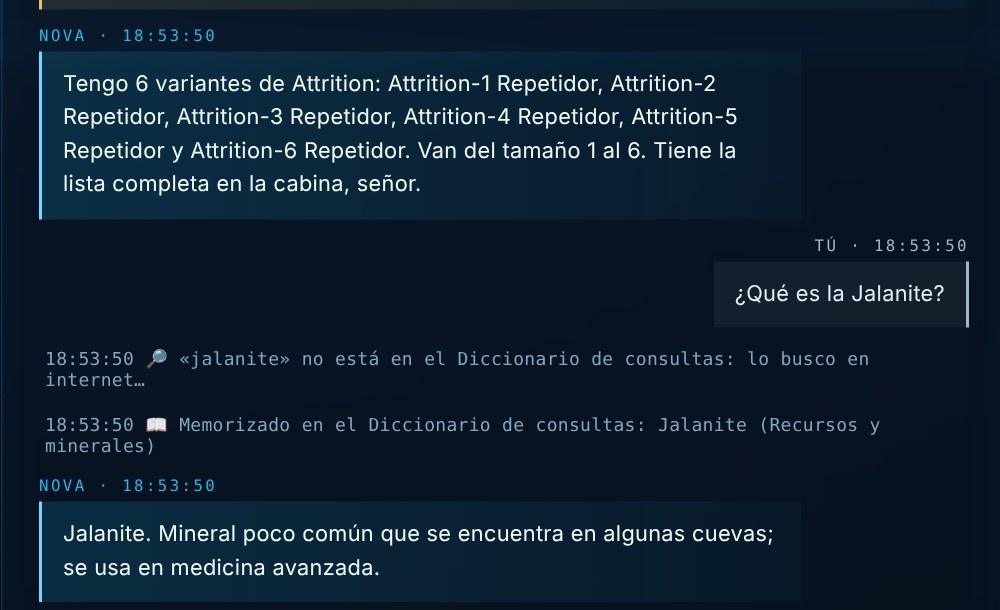 NOVA · 18:53:50
Tengo 6 variantes de Attrition: Attrition-1 Repetidor, Attrition-2
Repetidor, Attrition-3 Repetidor, Attrition-4 Repetidor, Attrition-5
Repetidor y Attrition-6 Repetidor. Van del tamaño 1 al 6. Tiene la
lista completa en la cabina, señor.
TÚ · 18:53:50
¿Qué es la Jalanite?
18:53:50 🔎 «jalanite» no está en el Diccionario de consultas: lo busco en
internet…
18:53:50 📖 Memorizado en el Diccionario de consultas: Jalanite (Recursos y
minerales)
NOVA · 18:53:50
Jalanite. Mineral poco común que se encuentra en algunas cuevas;
se usa en medicina avanzada.